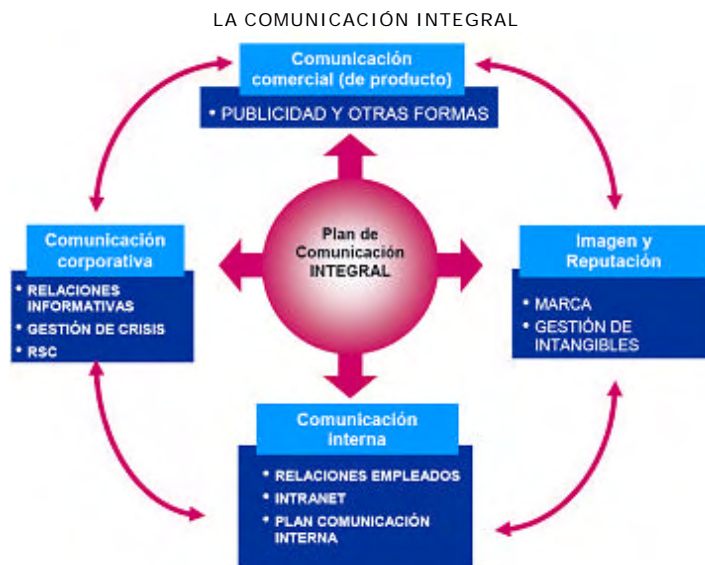 LA COMUNICACIÓN INTEGRAL
Comunicación
comercial (de producto)
• PUBLICIDAD Y OTRAS FORMAS
Plan de
Comunicación
INTEGRAL
Comunicación
corporativa
• RELACIONES
INFORMATIVAS
• GESTIÓN DE CRISIS
• RSC
Imagen y
Reputación
• MARCA
• GESTIÓN DE
INTANGIBLES
Comunicación
interna
• RELACIONES EMPLEADOS
• INTRANET
• PLAN COMUNICACIÓN
INTERNA